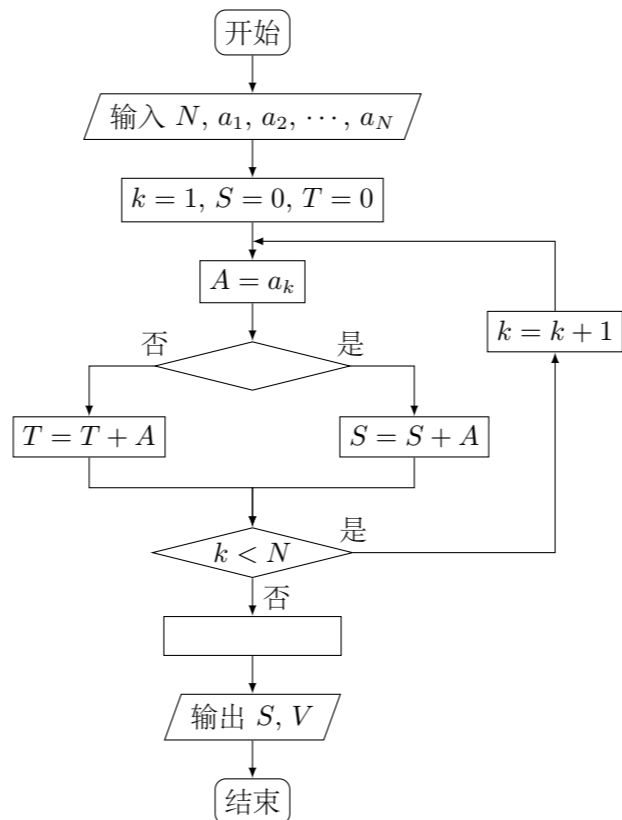 开始
输入 N, a₁, a₂, ⋯, a_N
k = 1, S = 0, T = 0
A = a_k
否
是
k = k + 1
T = T + A
S = S + A
是
k < N
否
输出 S, V
结束